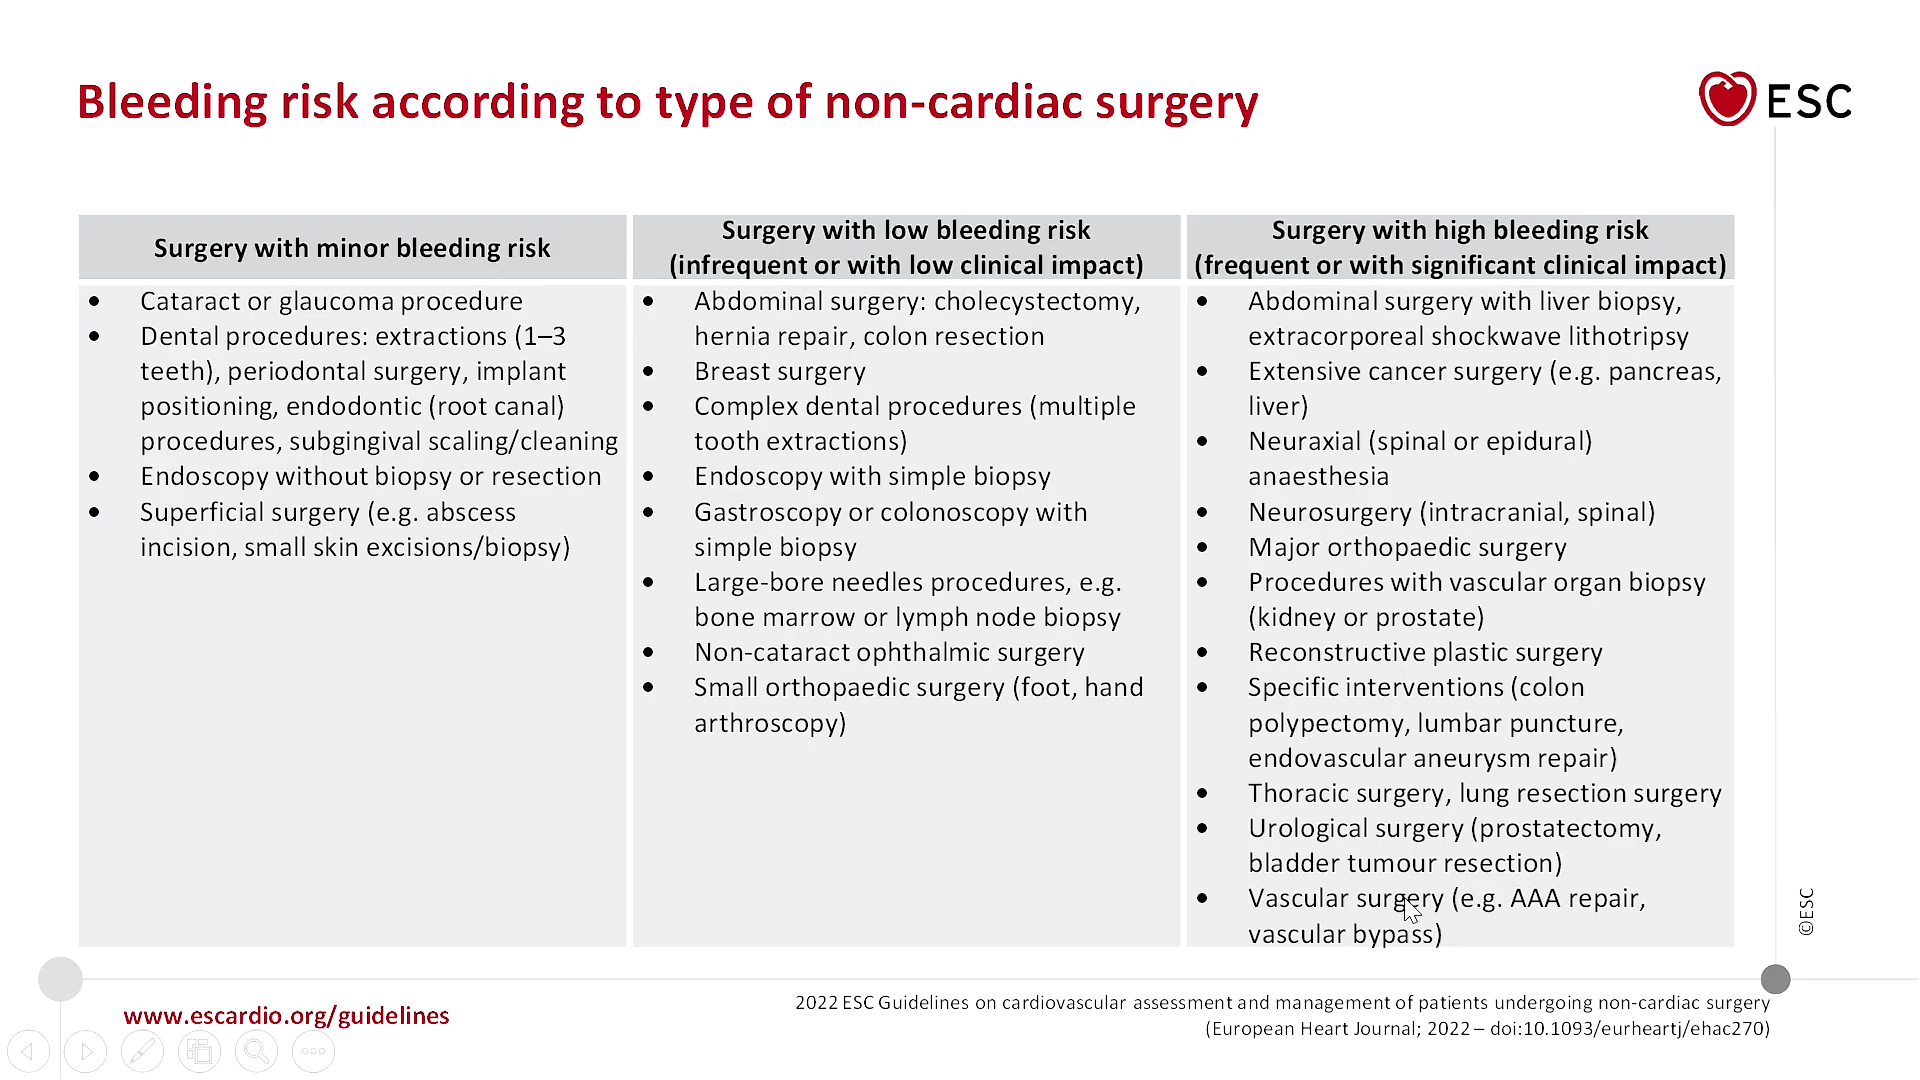 Bleeding risk according to type of non-cardiac surgery
ESC
Surgery with minor bleeding risk
• Cataract or glaucoma procedure
• Dental procedures: extractions (1–3
teeth), periodontal surgery, implant
positioning, endodontic (root canal)
procedures, subgingival scaling/cleaning
• Endoscopy without biopsy or resection
• Superficial surgery (e.g. abscess
incision, small skin excisions/biopsy)
Surgery with low bleeding risk
(infrequent or with low clinical impact)
• Abdominal surgery: cholecystectomy,
hernia repair, colon resection
• Breast surgery
• Complex dental procedures (multiple
tooth extractions)
• Endoscopy with simple biopsy
• Gastroscopy or colonoscopy with
simple biopsy
• Large-bore needles procedures, e.g.
bone marrow or lymph node biopsy
• Non-cataract ophthalmic surgery
• Small orthopaedic surgery (foot, hand
arthroscopy)
Surgery with high bleeding risk
(frequent or with significant clinical impact)
• Abdominal surgery with liver biopsy,
extracorporeal shockwave lithotripsy
• Extensive cancer surgery (e.g. pancreas,
liver)
• Neuraxial (spinal or epidural)
anaesthesia
• Neurosurgery (intracranial, spinal)
• Major orthopaedic surgery
• Procedures with vascular organ biopsy
(kidney or prostate)
• Reconstructive plastic surgery
• Specific interventions (colon
polypectomy, lumbar puncture,
endovascular aneurysm repair)
• Thoracic surgery, lung resection surgery
• Urological surgery (prostatectomy,
bladder tumour resection)
• Vascular surgery (e.g. AAA repair,
vascular bypass)
©ESC
www.escardio.org/guidelines
2022 ESC Guidelines on cardiovascular assessment and management of patients undergoing non-cardiac surgery
(European Heart Journal; 2022 – doi:10.1093/eurheartj/ehac270)